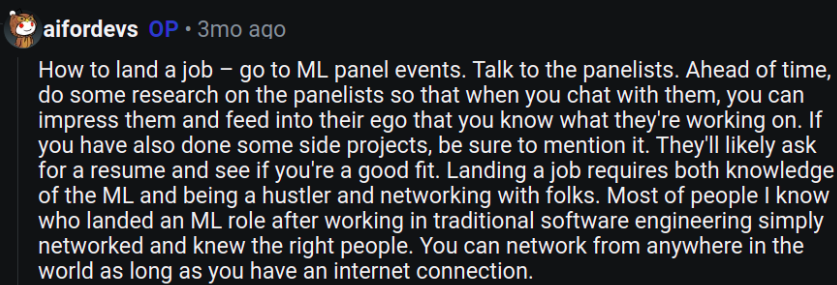 aifordevs OP • 3mo ago
How to land a job – go to ML panel events. Talk to the panelists. Ahead of time,
do some research on the panelists so that when you chat with them, you can
impress them and feed into their ego that you know what they're working on. If
you have also done some side projects, be sure to mention it. They'll likely ask
for a resume and see if you're a good fit. Landing a job requires both knowledge
of the ML and being a hustler and networking with folks. Most of people I know
who landed an ML role after working in traditional software engineering simply
networked and knew the right people. You can network from anywhere in the
world as long as you have an internet connection.